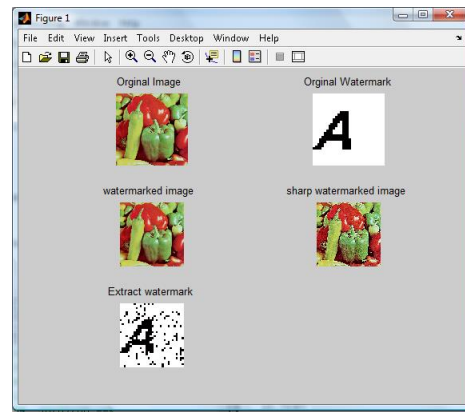 Figure 1
File Edit View Insert Tools Desktop Window Help
Orginal Image
Orginal Watermark
A
watermarked image
sharp watermarked image
Extract watermark
A